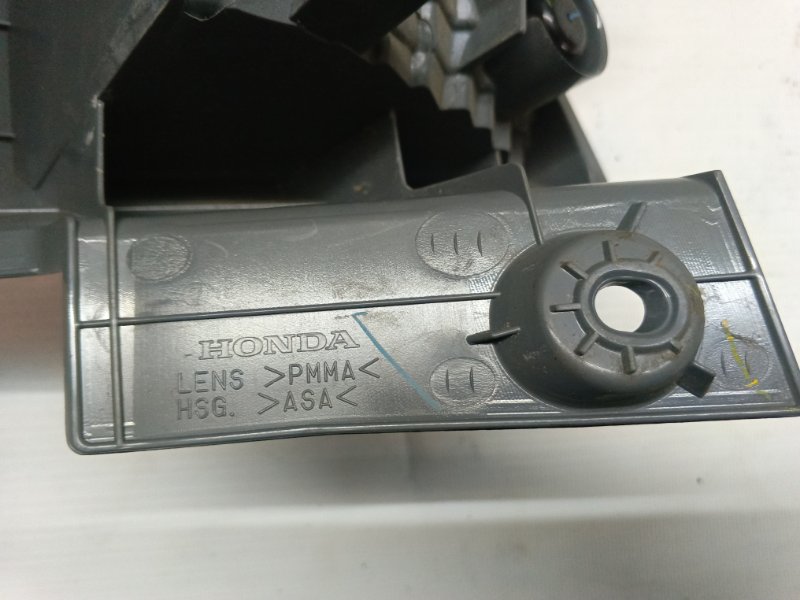 HONDA
LENS >PMMA<
HSG. >ASA<